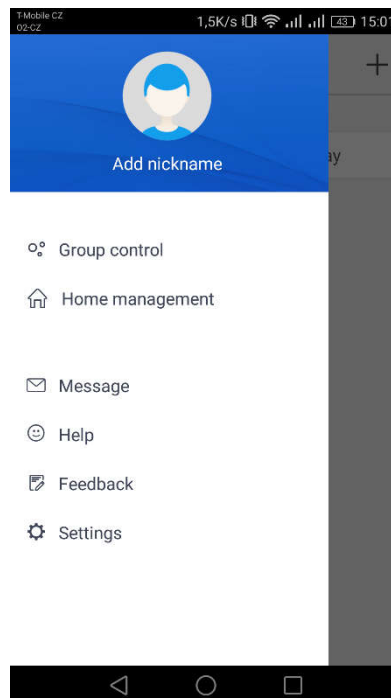 T-Mobile CZ
O2-CZ
1,5K/s 43 15:01
Add nickname
ay
Group control
Home management
Message
Help
Feedback
Settings